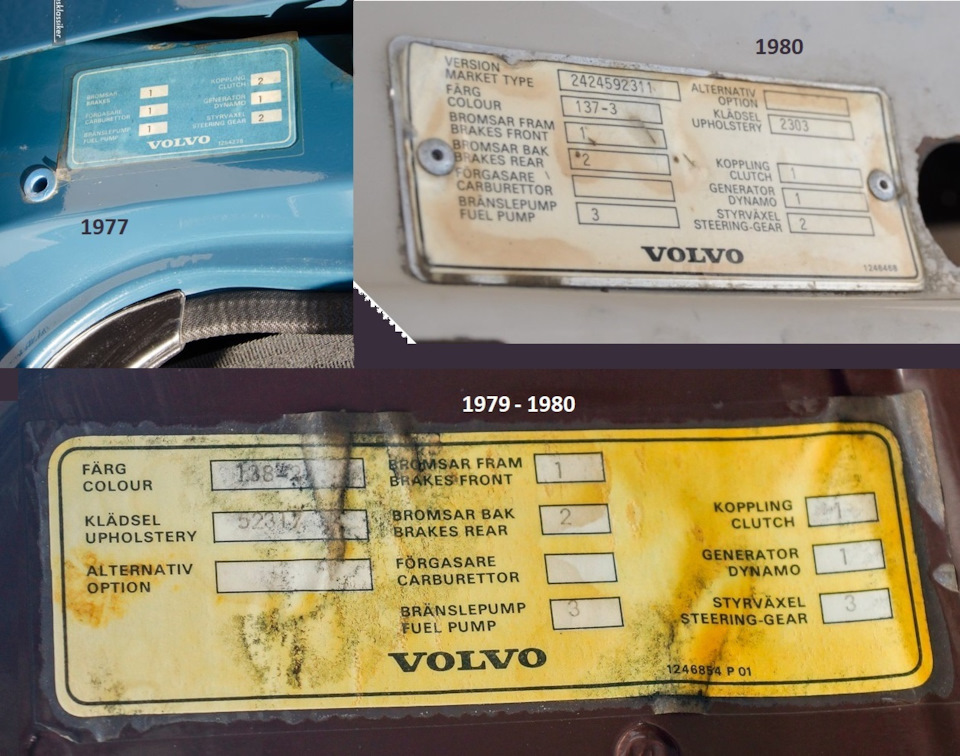 sklassiker
BROMSAR
BRAKES
1
FÖRGASARE
CARBURETTOR
1
BRÄNSLEPUMP
FUEL PUMP
1
KOPPLING
CLUTCH
2
GENERATOR
DYNAMO
1
STYRVÄXEL
STEERING GEAR
2
VOLVO
1977
1980
VERSION
MARKET TYPE
2424592311
FÄRG
COLOUR
137-3
BROMSAR FRAM
BRAKES FRONT
1
BROMSAR BAK
BRAKES REAR
2
FÖRGASARE
CARBURETTOR
BRÄNSLEPUMP
FUEL PUMP
3
ALTERNATIV
OPTION
KLÄDSEL
UPHOLSTERY
2303
KOPPLING
CLUTCH
1
GENERATOR
DYNAMO
1
STYRVÄXEL
STEERING-GEAR
2
VOLVO
1246468
1979 - 1980
FÄRG
COLOUR
138-2
KLÄDSEL
UPHOLSTERY
ALTERNATIV
OPTION
BROMSAR FRAM
BRAKES FRONT
1
BROMSAR BAK
BRAKES REAR
2
FÖRGASARE
CARBURETTOR
BRÄNSLEPUMP
FUEL PUMP
3
KOPPLING
CLUTCH
1
GENERATOR
DYNAMO
1
STYRVÄXEL
STEERING-GEAR
3
VOLVO
1246854 P 01